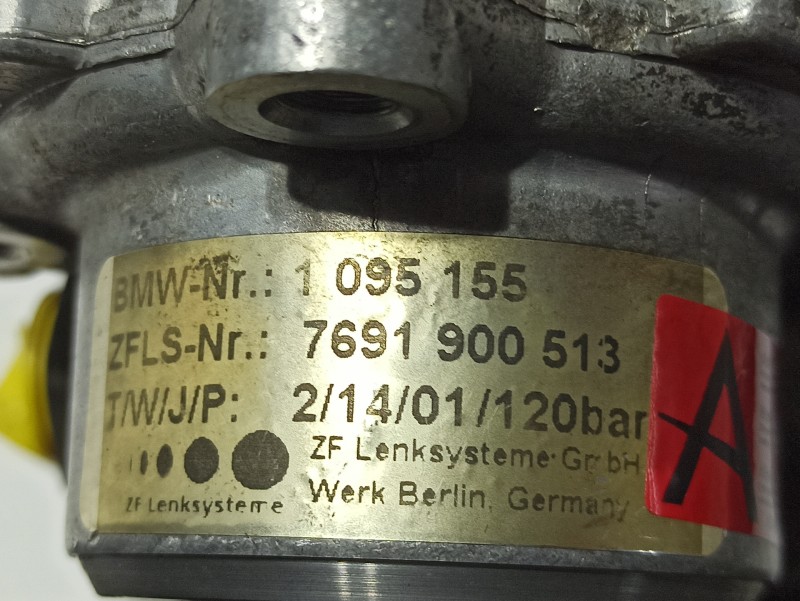 BMW-Nr.: 1 095 155
ZFLS-Nr.: 7691 900 513
T/W/J/P: 2/14/01/120bar
ZF Lenksysteme GmbH
ZF Lenksysteme
Werk Berlin, Germany
A